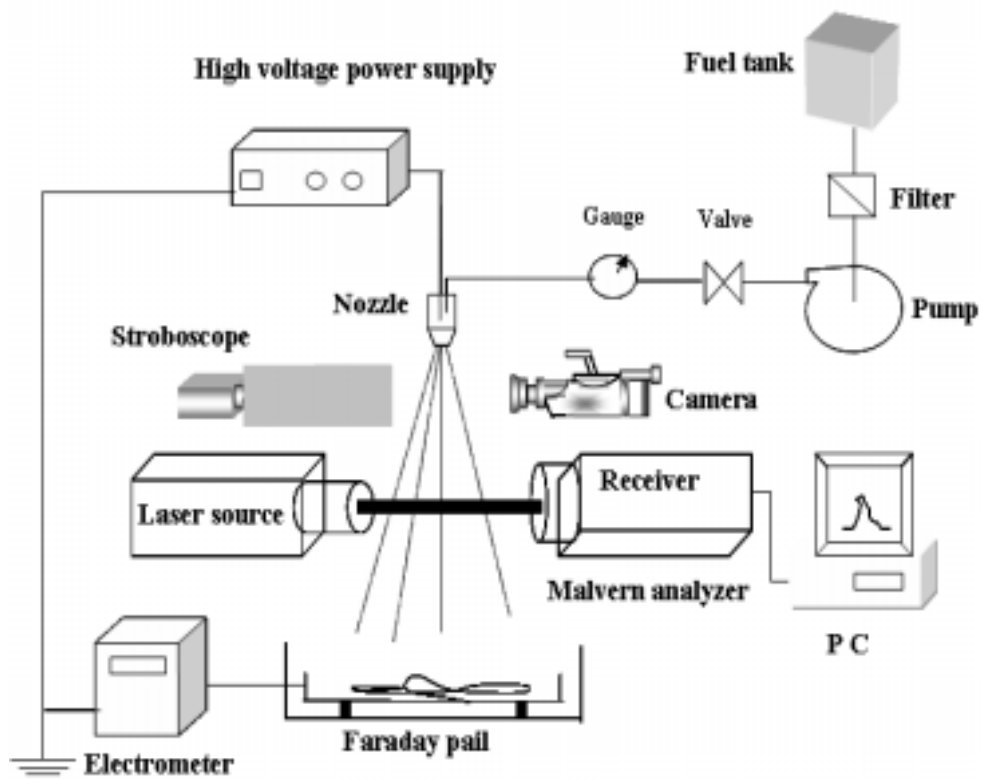 High voltage power supply
Fuel tank
Filter
Gauge
Valve
Nozzle
Pump
Stroboscope
Camera
Laser source
Receiver
Malvern analyzer
P C
Faraday pail
Electrometer